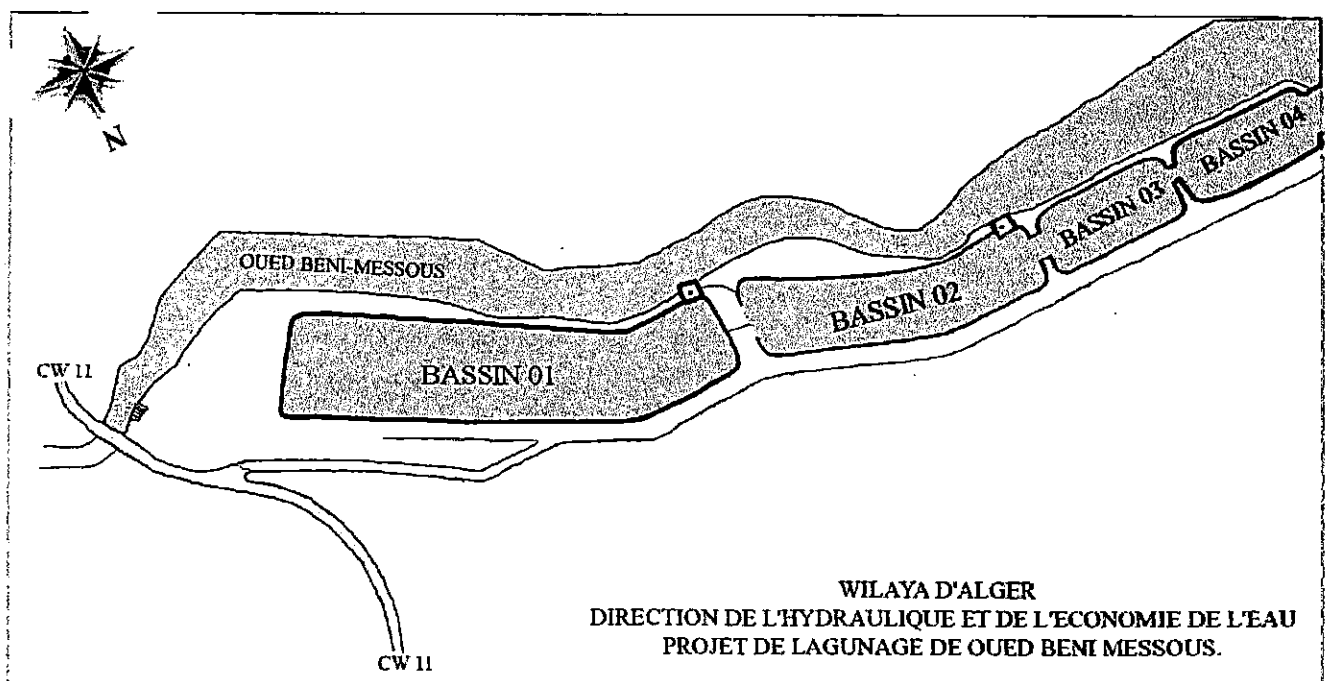 N
OUED BENI-MESSOUS
BASSIN 04
BASSIN 03
BASSIN 02
BASSIN 01
CW 11
CW 11
WILAYA D'ALGER
DIRECTION DE L'HYDRAULIQUE ET DE L'ECONOMIE DE L'EAU
PROJET DE LAGUNAGE DE OUED BENI MESSOUS.